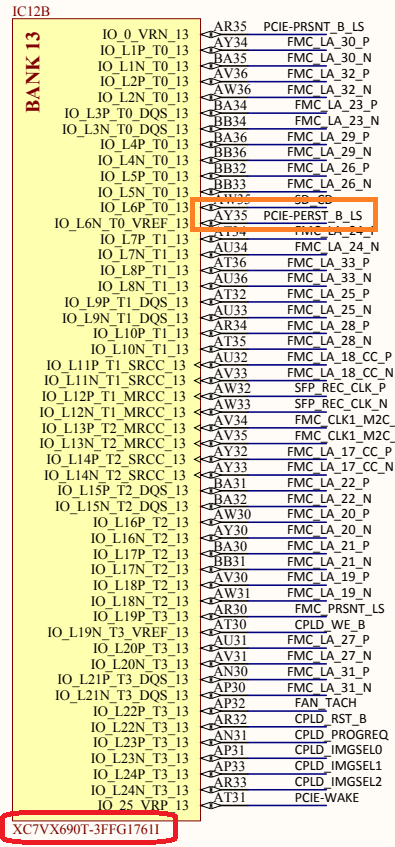 IC12B
BANK 13
IO_0_VRN_13 AR35 PCIE-PRSNT_B_LS
IO_L1P_T0_13 AY34 FMC_LA_30_P
IO_L1N_T0_13 BA35 FMC_LA_30_N
IO_L2P_T0_13 AV36 FMC_LA_32_P
IO_L2N_T0_13 AW36 FMC_LA_32_N
IO_L3P_T0_DQS_13 BA34 FMC_LA_23_P
IO_L3N_T0_DQS_13 BB34 FMC_LA_23_N
IO_L4P_T0_13 BA36 FMC_LA_29_P
IO_L4N_T0_13 BB36 FMC_LA_29_N
IO_L5P_T0_13 BB32 FMC_LA_26_P
IO_L5N_T0_13 BB33 FMC_LA_26_N
IO_L6P_T0_13 AW35 SD_CD
IO_L6N_T0_VREF_13 AY35 PCIE-PERST_B_LS
IO_L7P_T1_13 AT34 FMC_LA_24_
IO_L7N_T1_13 AU34 FMC_LA_24_N
IO_L8P_T1_13 AT36 FMC_LA_33_P
IO_L8N_T1_13 AU36 FMC_LA_33_N
IO_L9P_T1_DQS_13 AT32 FMC_LA_25_P
IO_L9N_T1_DQS_13 AU33 FMC_LA_25_N
IO_L10P_T1_13 AR34 FMC_LA_28_P
IO_L10N_T1_13 AT35 FMC_LA_28_N
IO_L11P_T1_SRCC_13 AU32 FMC_LA_18_CC_P
IO_L11N_T1_SRCC_13 AV33 FMC_LA_18_CC_N
IO_L12P_T1_MRCC_13 AW32 SFP_REC_CLK_P
IO_L12N_T1_MRCC_13 AW33 SFP_REC_CLK_N
IO_L13P_T2_MRCC_13 AV34 FMC_CLK1_M2C_
IO_L13N_T2_MRCC_13 AV35 FMC_CLK1_M2C_
IO_L14P_T2_SRCC_13 AY32 FMC_LA_17_CC_P
IO_L14N_T2_SRCC_13 AY33 FMC_LA_17_CC_N
IO_L15P_T2_DQS_13 BA31 FMC_LA_22_P
IO_L15N_T2_DQS_13 BA32 FMC_LA_22_N
IO_L16P_T2_13 AW30 FMC_LA_20_P
IO_L16N_T2_13 AY30 FMC_LA_20_N
IO_L17P_T2_13 BA30 FMC_LA_21_P
IO_L17N_T2_13 BB31 FMC_LA_21_N
IO_L18P_T2_13 AV30 FMC_LA_19_P
IO_L18N_T2_13 AW31 FMC_LA_19_N
IO_L19P_T3_13 AR30 FMC_PRSNT_LS
IO_L19N_T3_VREF_13 AT30 CPLD_WE_B
IO_L20P_T3_13 AU31 FMC_LA_27_P
IO_L20N_T3_13 AV31 FMC_LA_27_N
IO_L21P_T3_DQS_13 AN30 FMC_LA_31_P
IO_L21N_T3_DQS_13 AP30 FMC_LA_31_N
IO_L22P_T3_13 AP32 FAN_TACH
IO_L22N_T3_13 AR32 CPLD_RST_B
IO_L23P_T3_13 AN31 CPLD_PROGREQ
IO_L23N_T3_13 AP31 CPLD_IMGSEL0
IO_L24P_T3_13 AP33 CPLD_IMGSEL1
IO_L24N_T3_13 AR33 CPLD_IMGSEL2
IO_25_VRP_13 AT31 PCIE-WAKE
XC7VX690T-3FFG1761I